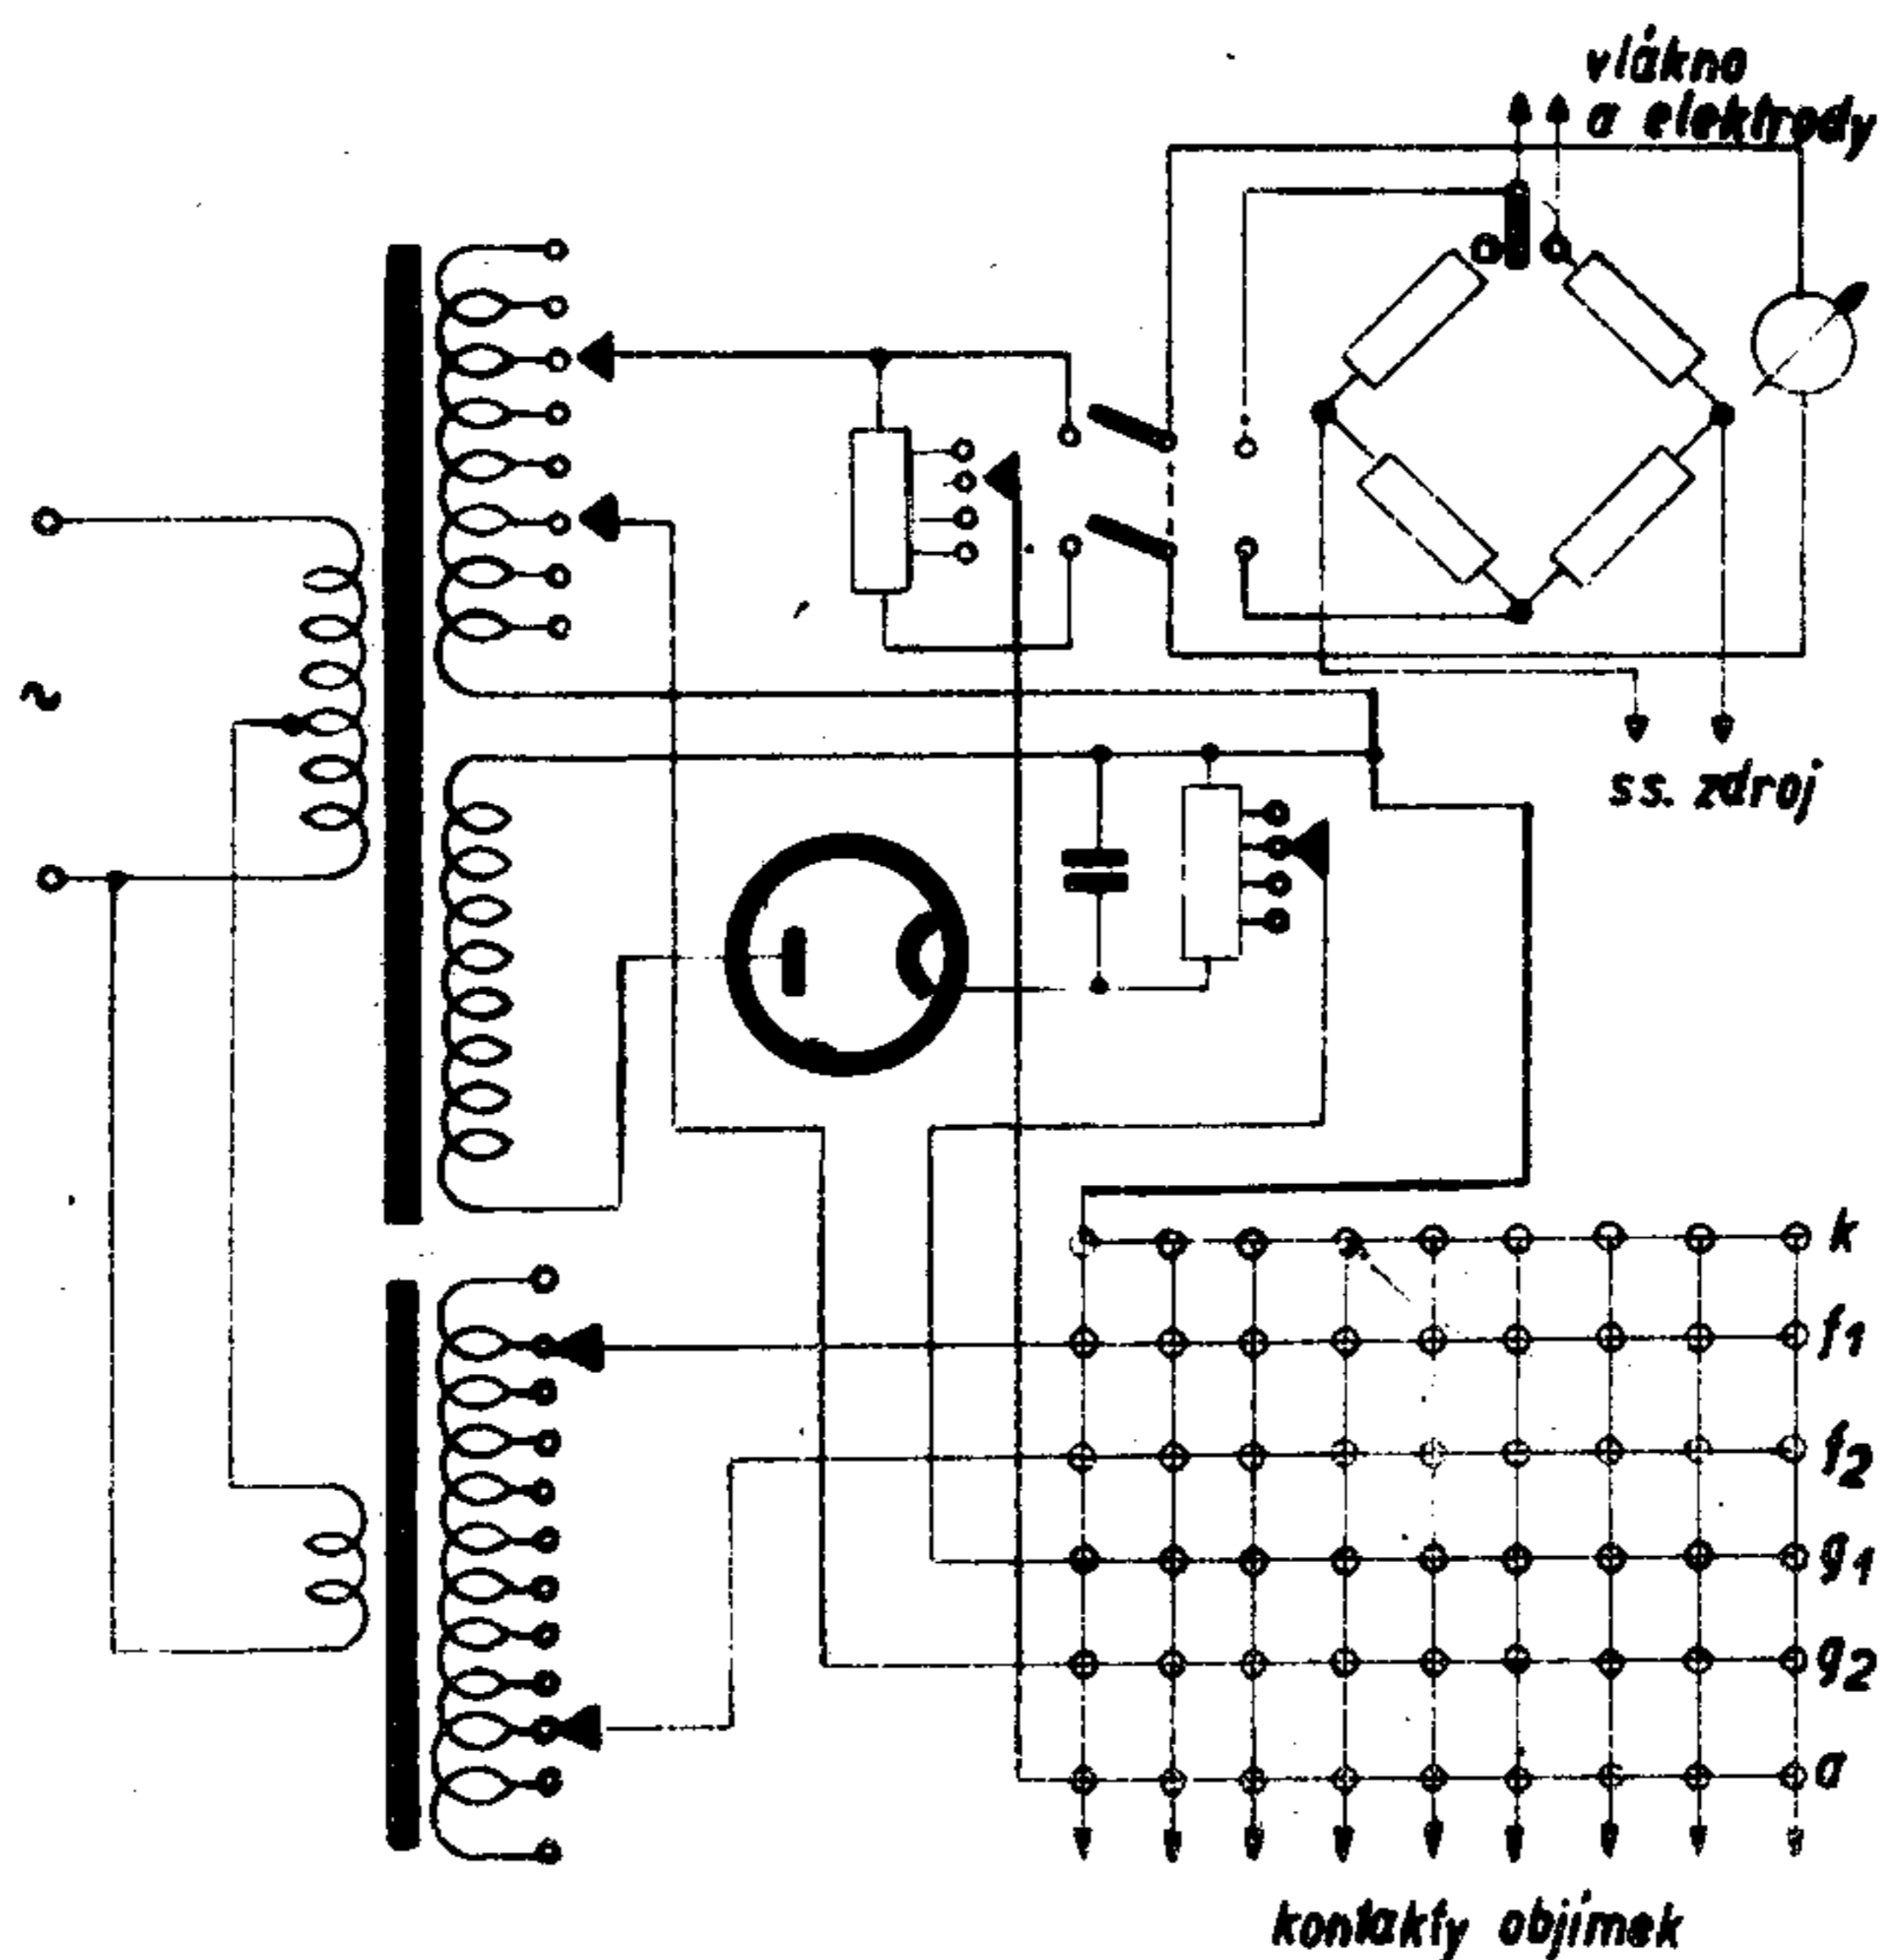 vlákno
a elektrody
~
ss. zdroj
k
f1
f2
g1
g2
a
kontakty objímek